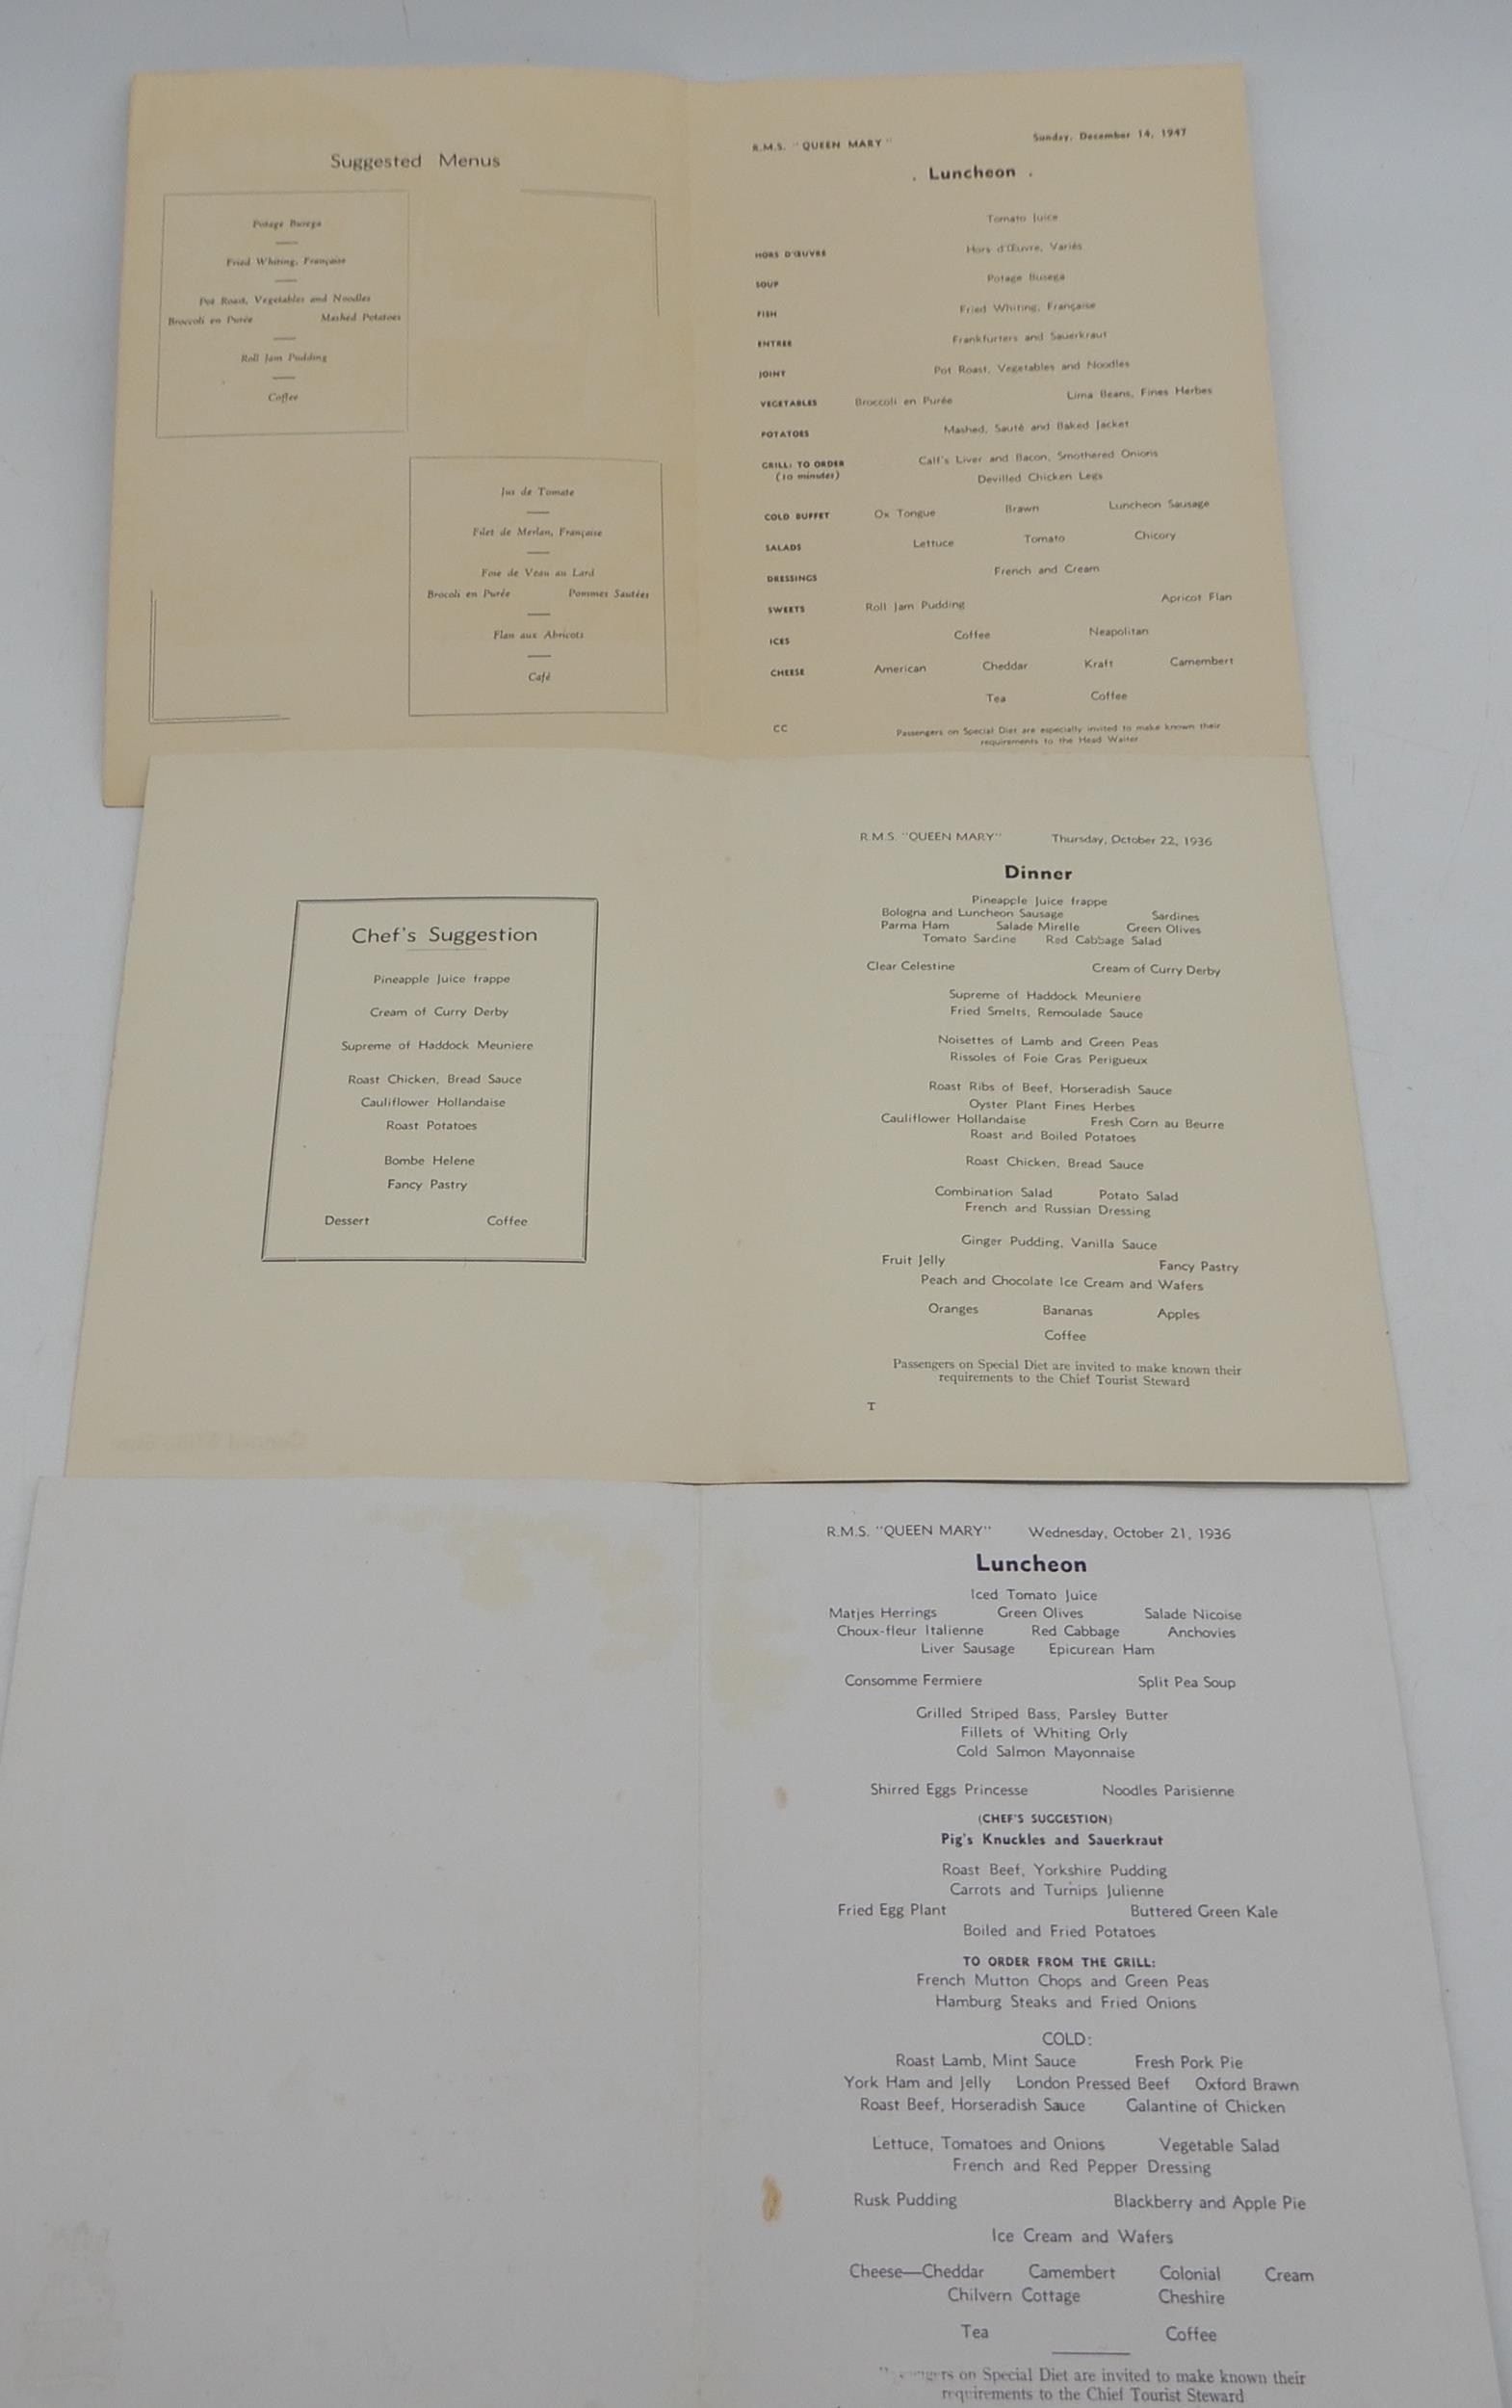 Suggested Menus
Potage Busega
Fried Whiting, Française
Pot Roast, Vegetables and Noodles
Broccoli en Purée Mashed Potatoes
Roll Jam Pudding
Coffee
Jus de Tomate
Filet de Merlan, Française
Foie de Veau au Lard
Brocoli en Purée Pommes Sautées
Flan aux Abricots
Café
R.M.S. "QUEEN MARY" Sunday, December 14, 1947
Luncheon
Tomato Juice
HORS D'ŒUVRE Hors d'Œuvre, Variés
SOUP Potage Busega
FISH Fried Whiting, Française
ENTREE Frankfurters and Sauerkraut
JOINT Pot Roast, Vegetables and Noodles
VEGETABLES Broccoli en Purée Lima Beans, Fines Herbes
POTATOES Mashed, Sauté and Baked Jacket
GRILL: TO ORDER Calf's Liver and Bacon, Smothered Onions
(10 minutes) Devilled Chicken Legs
COLD BUFFET Ox Tongue Brawn Luncheon Sausage
SALADS Lettuce Tomato Chicory
DRESSINGS French and Cream
SWEETS Roll Jam Pudding Apricot Flan
ICES Coffee Neapolitan
CHEESE American Cheddar Kraft Camembert
Tea Coffee
CC Passengers on Special Diet are especially invited to make known their
requirements to the Head Waiter
Chef's Suggestion
Pineapple Juice frappe
Cream of Curry Derby
Supreme of Haddock Meuniere
Roast Chicken, Bread Sauce
Cauliflower Hollandaise
Roast Potatoes
Bombe Helene
Fancy Pastry
Dessert Coffee
R.M.S. "QUEEN MARY" Thursday, October 22, 1936
Dinner
Pineapple Juice frappe
Bologna and Luncheon Sausage Sardines
Parma Ham Salade Mirelle Green Olives
Tomato Sardine Red Cabbage Salad
Clear Celestine Cream of Curry Derby
Supreme of Haddock Meuniere
Fried Smelts, Remoulade Sauce
Noisettes of Lamb and Green Peas
Rissoles of Foie Gras Perigueux
Roast Ribs of Beef, Horseradish Sauce
Oyster Plant Fines Herbes
Cauliflower Hollandaise Fresh Corn au Beurre
Roast and Boiled Potatoes
Roast Chicken, Bread Sauce
Combination Salad Potato Salad
French and Russian Dressing
Ginger Pudding, Vanilla Sauce
Fruit Jelly Fancy Pastry
Peach and Chocolate Ice Cream and Wafers
Oranges Bananas Apples
Coffee
Passengers on Special Diet are invited to make known their
requirements to the Chief Tourist Steward
T
R.M.S. "QUEEN MARY" Wednesday, October 21, 1936
Luncheon
Iced Tomato Juice
Matjes Herrings Green Olives Salade Nicoise
Choux-fleur Italienne Red Cabbage Anchovies
Liver Sausage Epicurean Ham
Consomme Fermiere Split Pea Soup
Grilled Striped Bass, Parsley Butter
Fillets of Whiting Orly
Cold Salmon Mayonnaise
Shirred Eggs Princesse Noodles Parisienne
(CHEF'S SUGGESTION)
Pig's Knuckles and Sauerkraut
Roast Beef, Yorkshire Pudding
Carrots and Turnips Julienne
Fried Egg Plant Buttered Green Kale
Boiled and Fried Potatoes
TO ORDER FROM THE GRILL:
French Mutton Chops and Green Peas
Hamburg Steaks and Fried Onions
COLD:
Roast Lamb, Mint Sauce Fresh Pork Pie
York Ham and Jelly London Pressed Beef Oxford Brawn
Roast Beef, Horseradish Sauce Galantine of Chicken
Lettuce, Tomatoes and Onions Vegetable Salad
French and Red Pepper Dressing
Rusk Pudding Blackberry and Apple Pie
Ice Cream and Wafers
Cheese—Cheddar Camembert Colonial Cream
Chilvern Cottage Cheshire
Tea Coffee
on Special Diet are invited to make known their
requirements to the Chief Tourist Steward